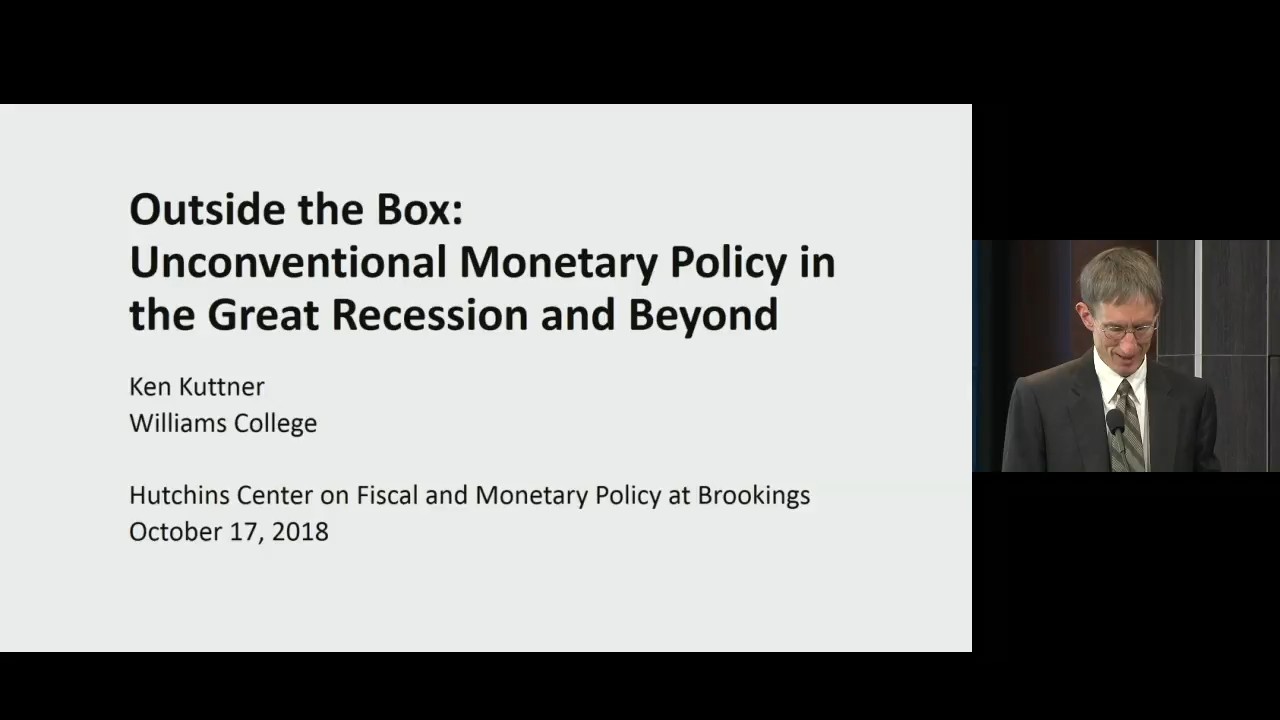 Outside the Box:
Unconventional Monetary Policy in
the Great Recession and Beyond
Ken Kuttner
Williams College
Hutchins Center on Fiscal and Monetary Policy at Brookings
October 17, 2018